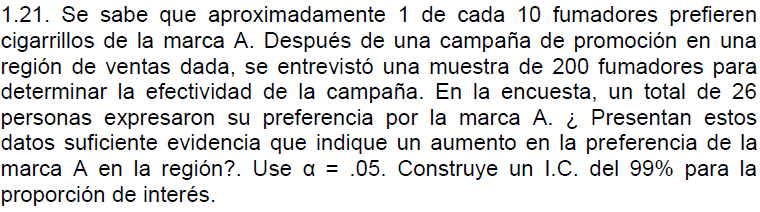 1.21. Se sabe que aproximadamente 1 de cada 10 fumadores prefieren
cigarrillos de la marca A. Después de una campaña de promoción en una
región de ventas dada, se entrevistó una muestra de 200 fumadores para
determinar la efectividad de la campaña. En la encuesta, un total de 26
personas expresaron su preferencia por la marca A. ¿ Presentan estos
datos suficiente evidencia que indique un aumento en la preferencia de la
marca A en la región?. Use α = .05. Construye un I.C. del 99% para la
proporción de interés.